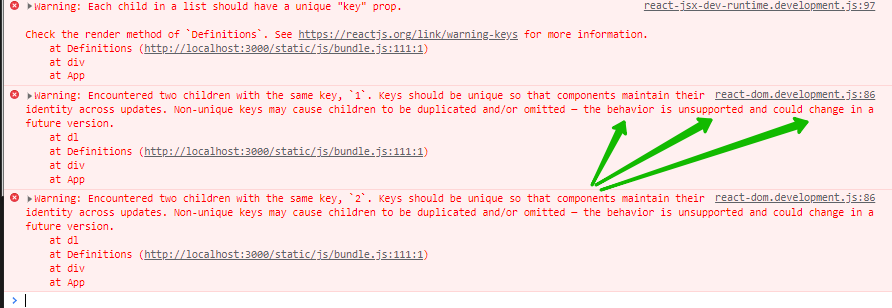 ▶Warning: Each child in a list should have a unique "key" prop. react-jsx-dev-runtime.development.js:97
Check the render method of `Definitions`. See https://reactjs.org/link/warning-keys for more information.
at Definitions (http://localhost:3000/static/js/bundle.js:111:1)
at div
at App
▶Warning: Encountered two children with the same key, `1`. Keys should be unique so that components maintain their react-dom.development.js:86
identity across updates. Non-unique keys may cause children to be duplicated and/or omitted — the behavior is unsupported and could change in a
future version.
at dl
at Definitions (http://localhost:3000/static/js/bundle.js:111:1)
at div
at App
▶Warning: Encountered two children with the same key, `2`. Keys should be unique so that components maintain their react-dom.development.js:86
identity across updates. Non-unique keys may cause children to be duplicated and/or omitted — the behavior is unsupported and could change in a
future version.
at dl
at Definitions (http://localhost:3000/static/js/bundle.js:111:1)
at div
at App
>